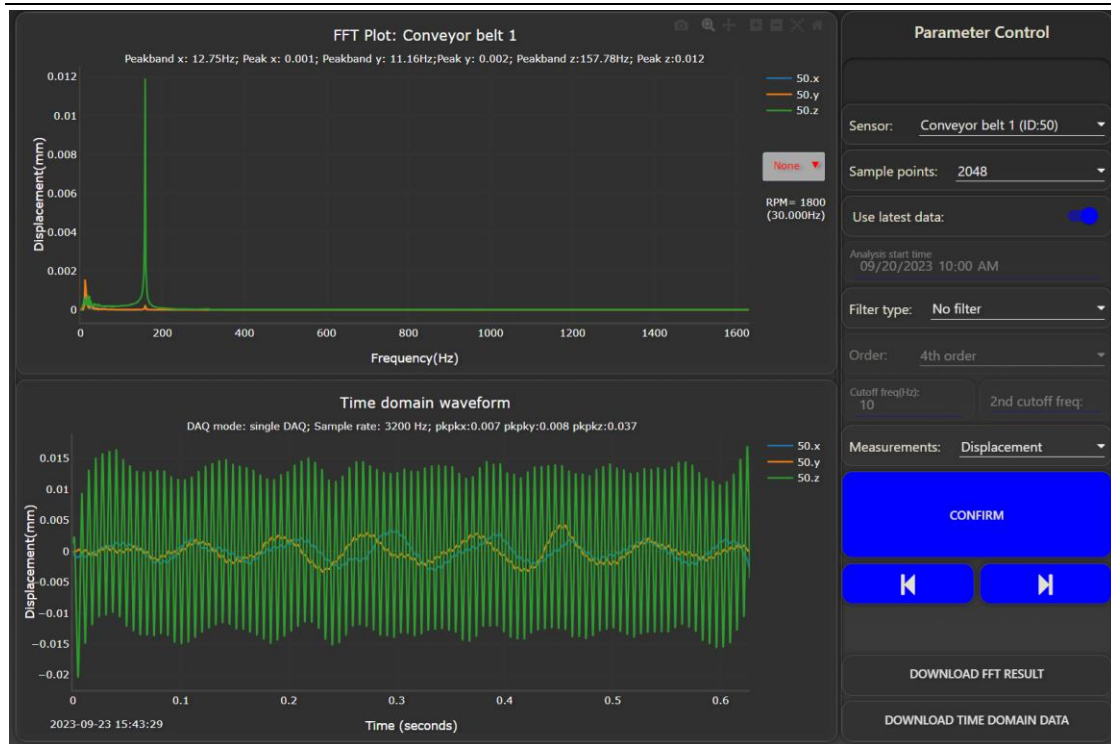 FFT Plot: Conveyor belt 1
Peakband x: 12.75Hz; Peak x: 0.001; Peakband y: 11.16Hz;Peak y: 0.002; Peakband z:157.78Hz; Peak z:0.012
0.012
0.01
0.008
0.006
0.004
0.002
0
Displacement(mm)
0 200 400 600 800 1000 1200 1400 1600
Frequency(Hz)
50.x
50.y
50.z
None
RPM= 1800
(30.000Hz)
Time domain waveform
DAQ mode: single DAQ; Sample rate: 3200 Hz; pkpkx:0.007 pkpky:0.008 pkpkz:0.037
0.015
0.01
0.005
0
−0.005
−0.01
−0.015
−0.02
Displacement(mm)
0 0.1 0.2 0.3 0.4 0.5 0.6
Time (seconds)
2023-09-23 15:43:29
50.x
50.y
50.z
Parameter Control
Sensor: Conveyor belt 1 (ID:50)
Sample points: 2048
Use latest data:
Analysis start time
09/20/2023 10:00 AM
Filter type: No filter
Order: 4th order
Cutoff freq(Hz):
10
2nd cutoff freq:
Measurements: Displacement
CONFIRM
DOWNLOAD FFT RESULT
DOWNLOAD TIME DOMAIN DATA